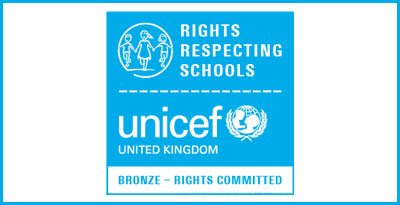 RIGHTS
RESPECTING
SCHOOLS
unicef
UNITED KINGDOM
BRONZE – RIGHTS COMMITTED